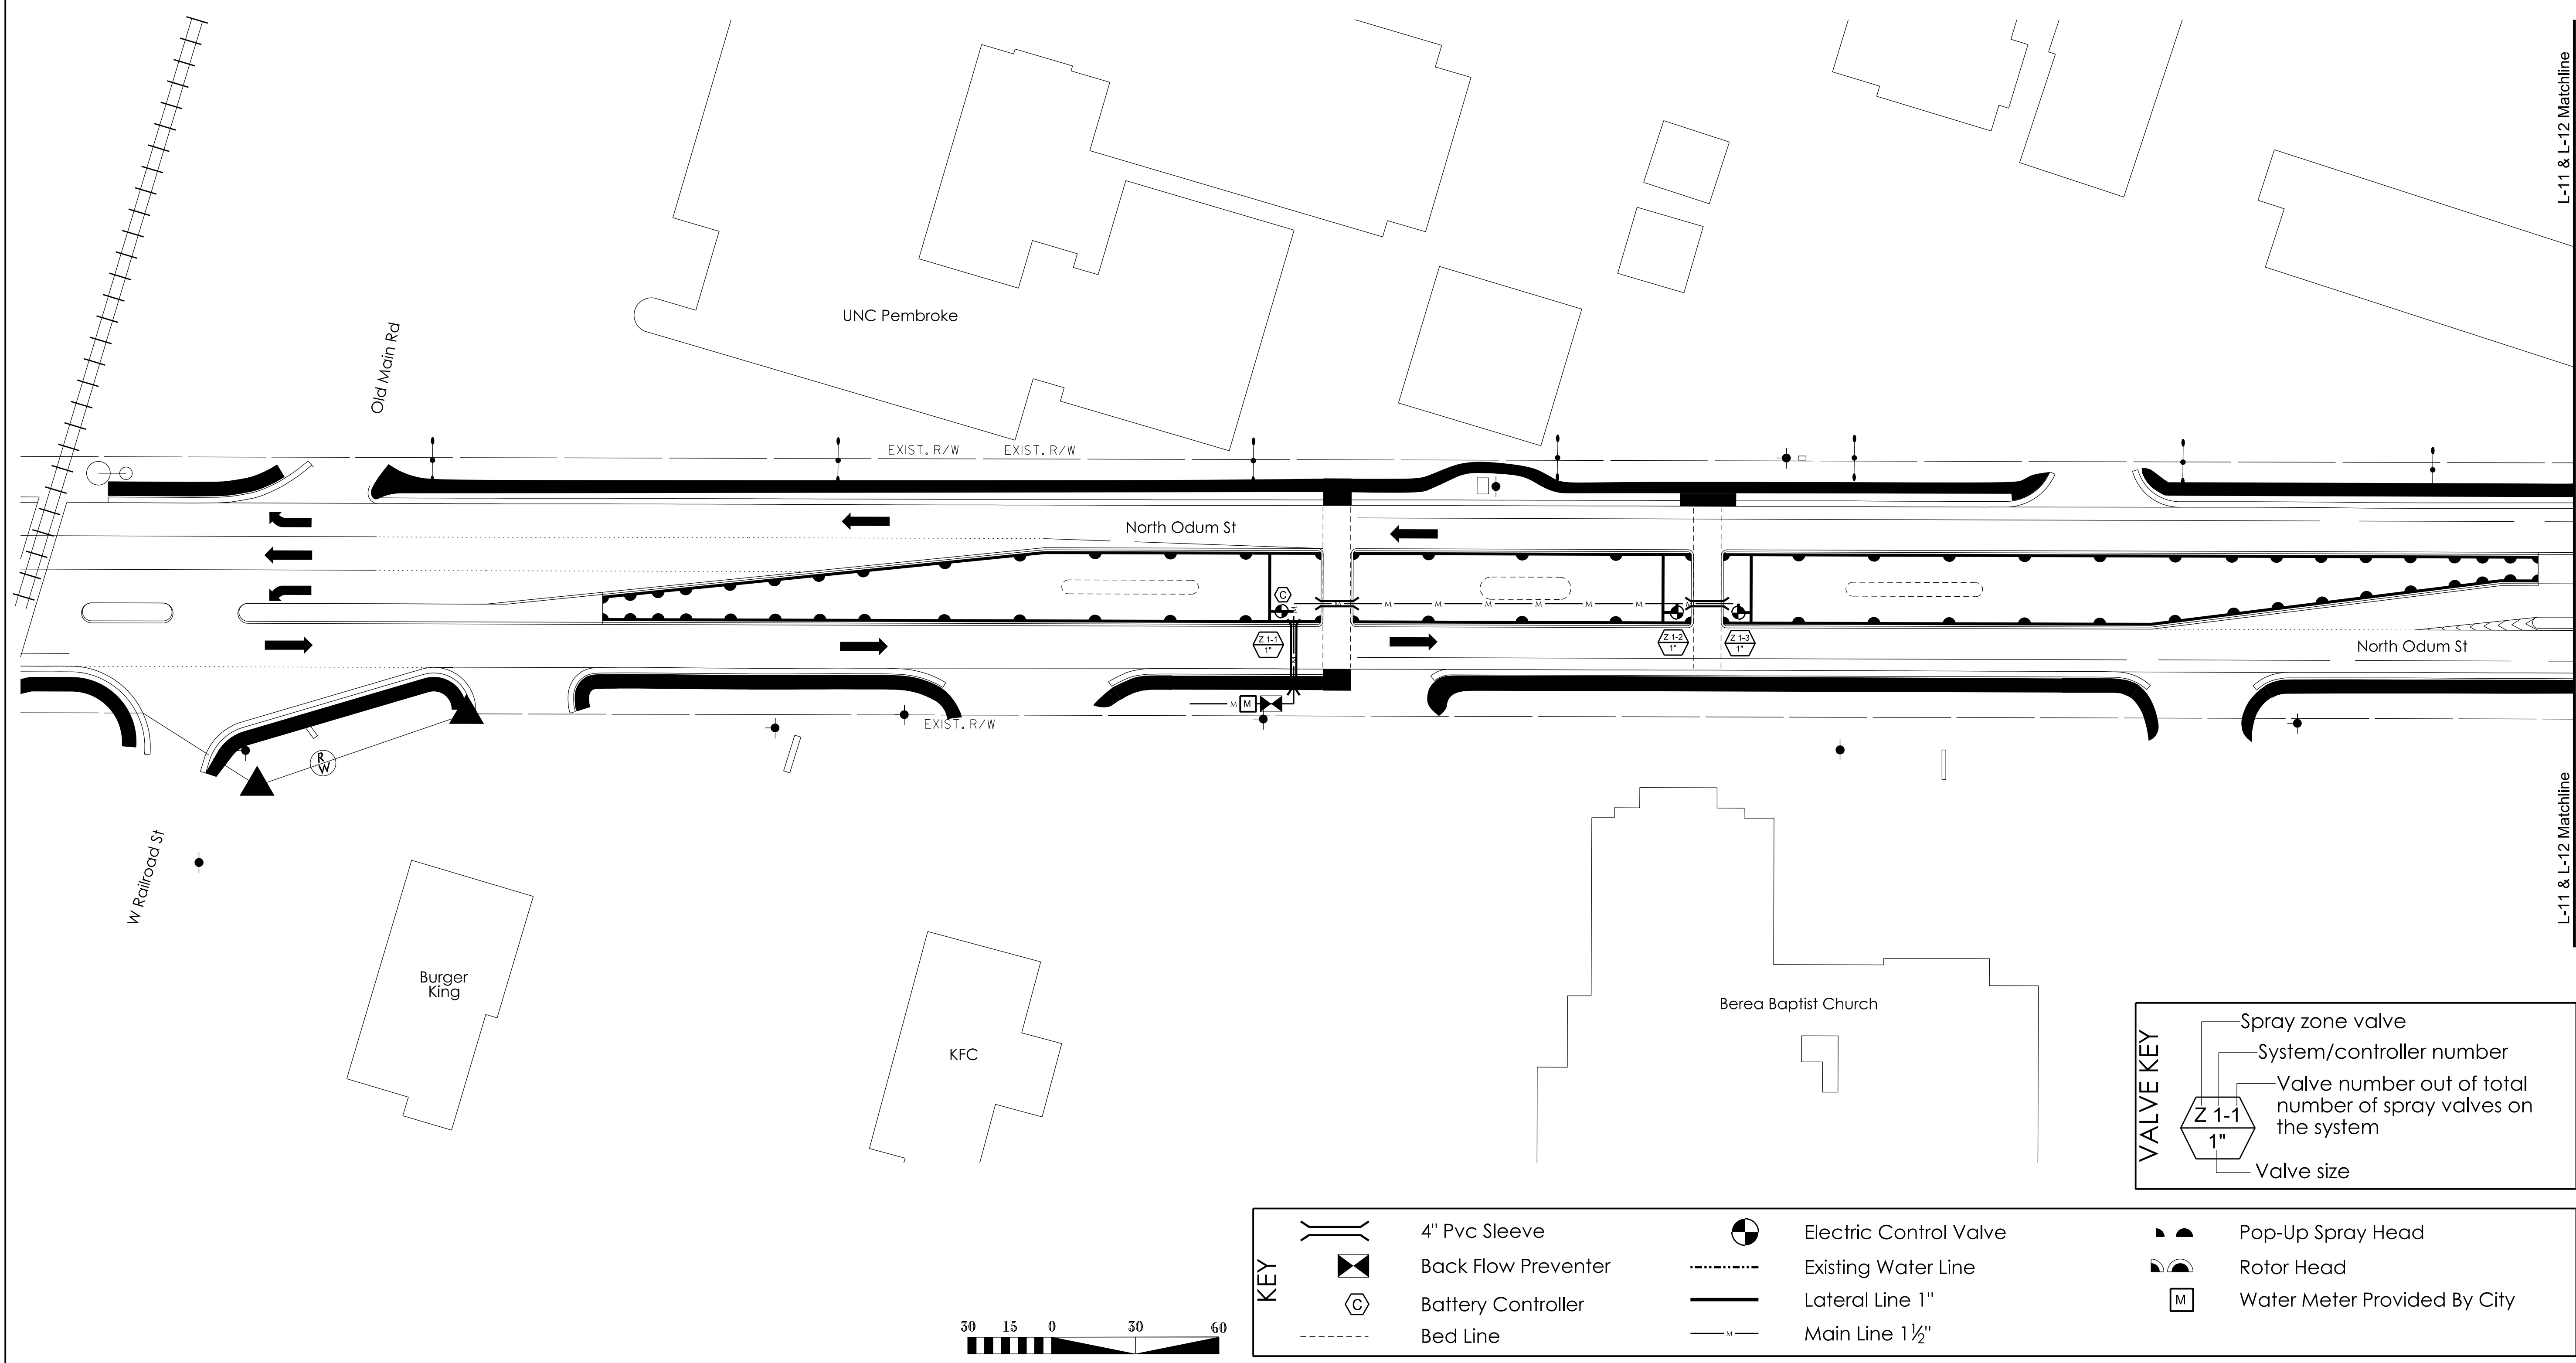 L-11 & L-12 Matchline
UNC Pembroke
Old Main Rd
EXIST. R/W
EXIST. R/W
North Odum St
C
M
M
M
M
M
M
M
M
M
M
Z 1-1
1"
Z 1-2
1"
Z 1-3
1"
North Odum St
M
M
EXIST. R/W
R
W
W Railroad St
L-11 & L-12 Matchline
Burger
King
KFC
Berea Baptist Church
VALVE KEY
Spray zone valve
System/controller number
Valve number out of total
number of spray valves on
the system
Z 1-1
1"
Valve size
KEY
4" Pvc Sleeve
Back Flow Preventer
C
Battery Controller
Bed Line
Electric Control Valve
Existing Water Line
Lateral Line 1"
M
Main Line 1½"
Pop-Up Spray Head
Rotor Head
M
Water Meter Provided By City
30 15 0 30 60